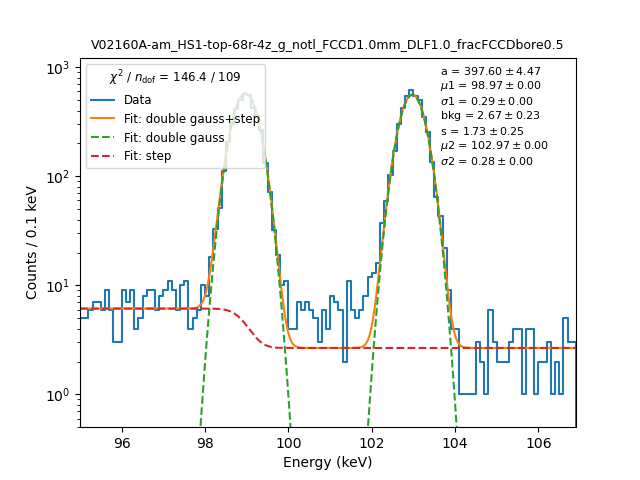 V02160A-am_HS1-top-68r-4z_g_notl_FCCD1.0mm_DLF1.0_fracFCCDbore0.5
χ² / n_dof = 146.4 / 109
Data
Fit: double gauss+step
Fit: double gauss
Fit: step
a = 397.60 ± 4.47
μ1 = 98.97 ± 0.00
σ1 = 0.29 ± 0.00
bkg = 2.67 ± 0.23
s = 1.73 ± 0.25
μ2 = 102.97 ± 0.00
σ2 = 0.28 ± 0.00
Counts / 0.1 keV
10³
10²
10¹
10⁰
96 98 100 102 104 106
Energy (keV)